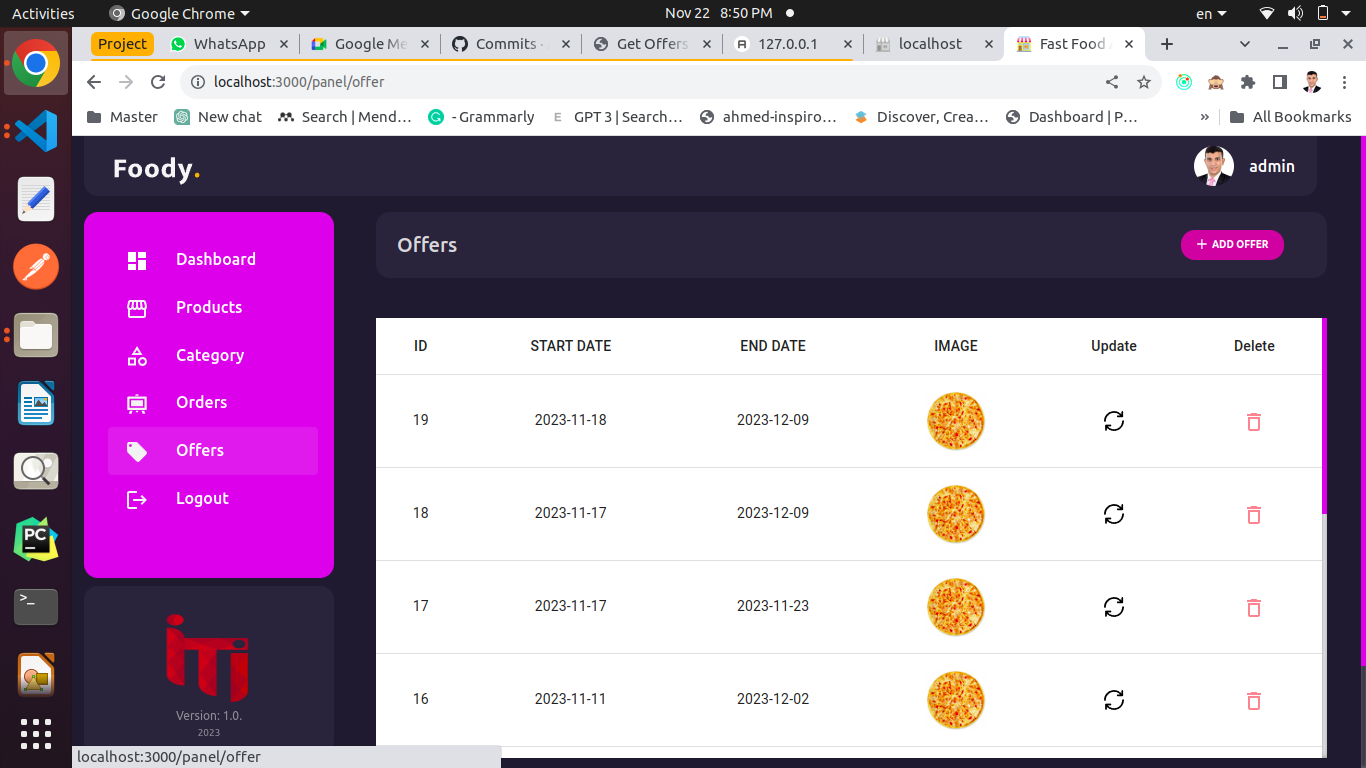 Activities Google Chrome Nov 22 8:50 PM en
Project WhatsApp Google Me Commits · Get Offers 127.0.0.1 localhost Fast Food
localhost:3000/panel/offer
Master New chat Search | Mend… - Grammarly E GPT 3 | Search… ahmed-inspiro… Discover, Crea… Dashboard | P… » All Bookmarks
Foody. admin
Offers + ADD OFFER
Dashboard
Products
Category
Orders
Offers
Logout
ID START DATE END DATE IMAGE Update Delete
19 2023-11-18 2023-12-09
18 2023-11-17 2023-12-09
17 2023-11-17 2023-11-23
16 2023-11-11 2023-12-02
iTi
Version: 1.0.
2023
PC
>_
localhost:3000/panel/offer